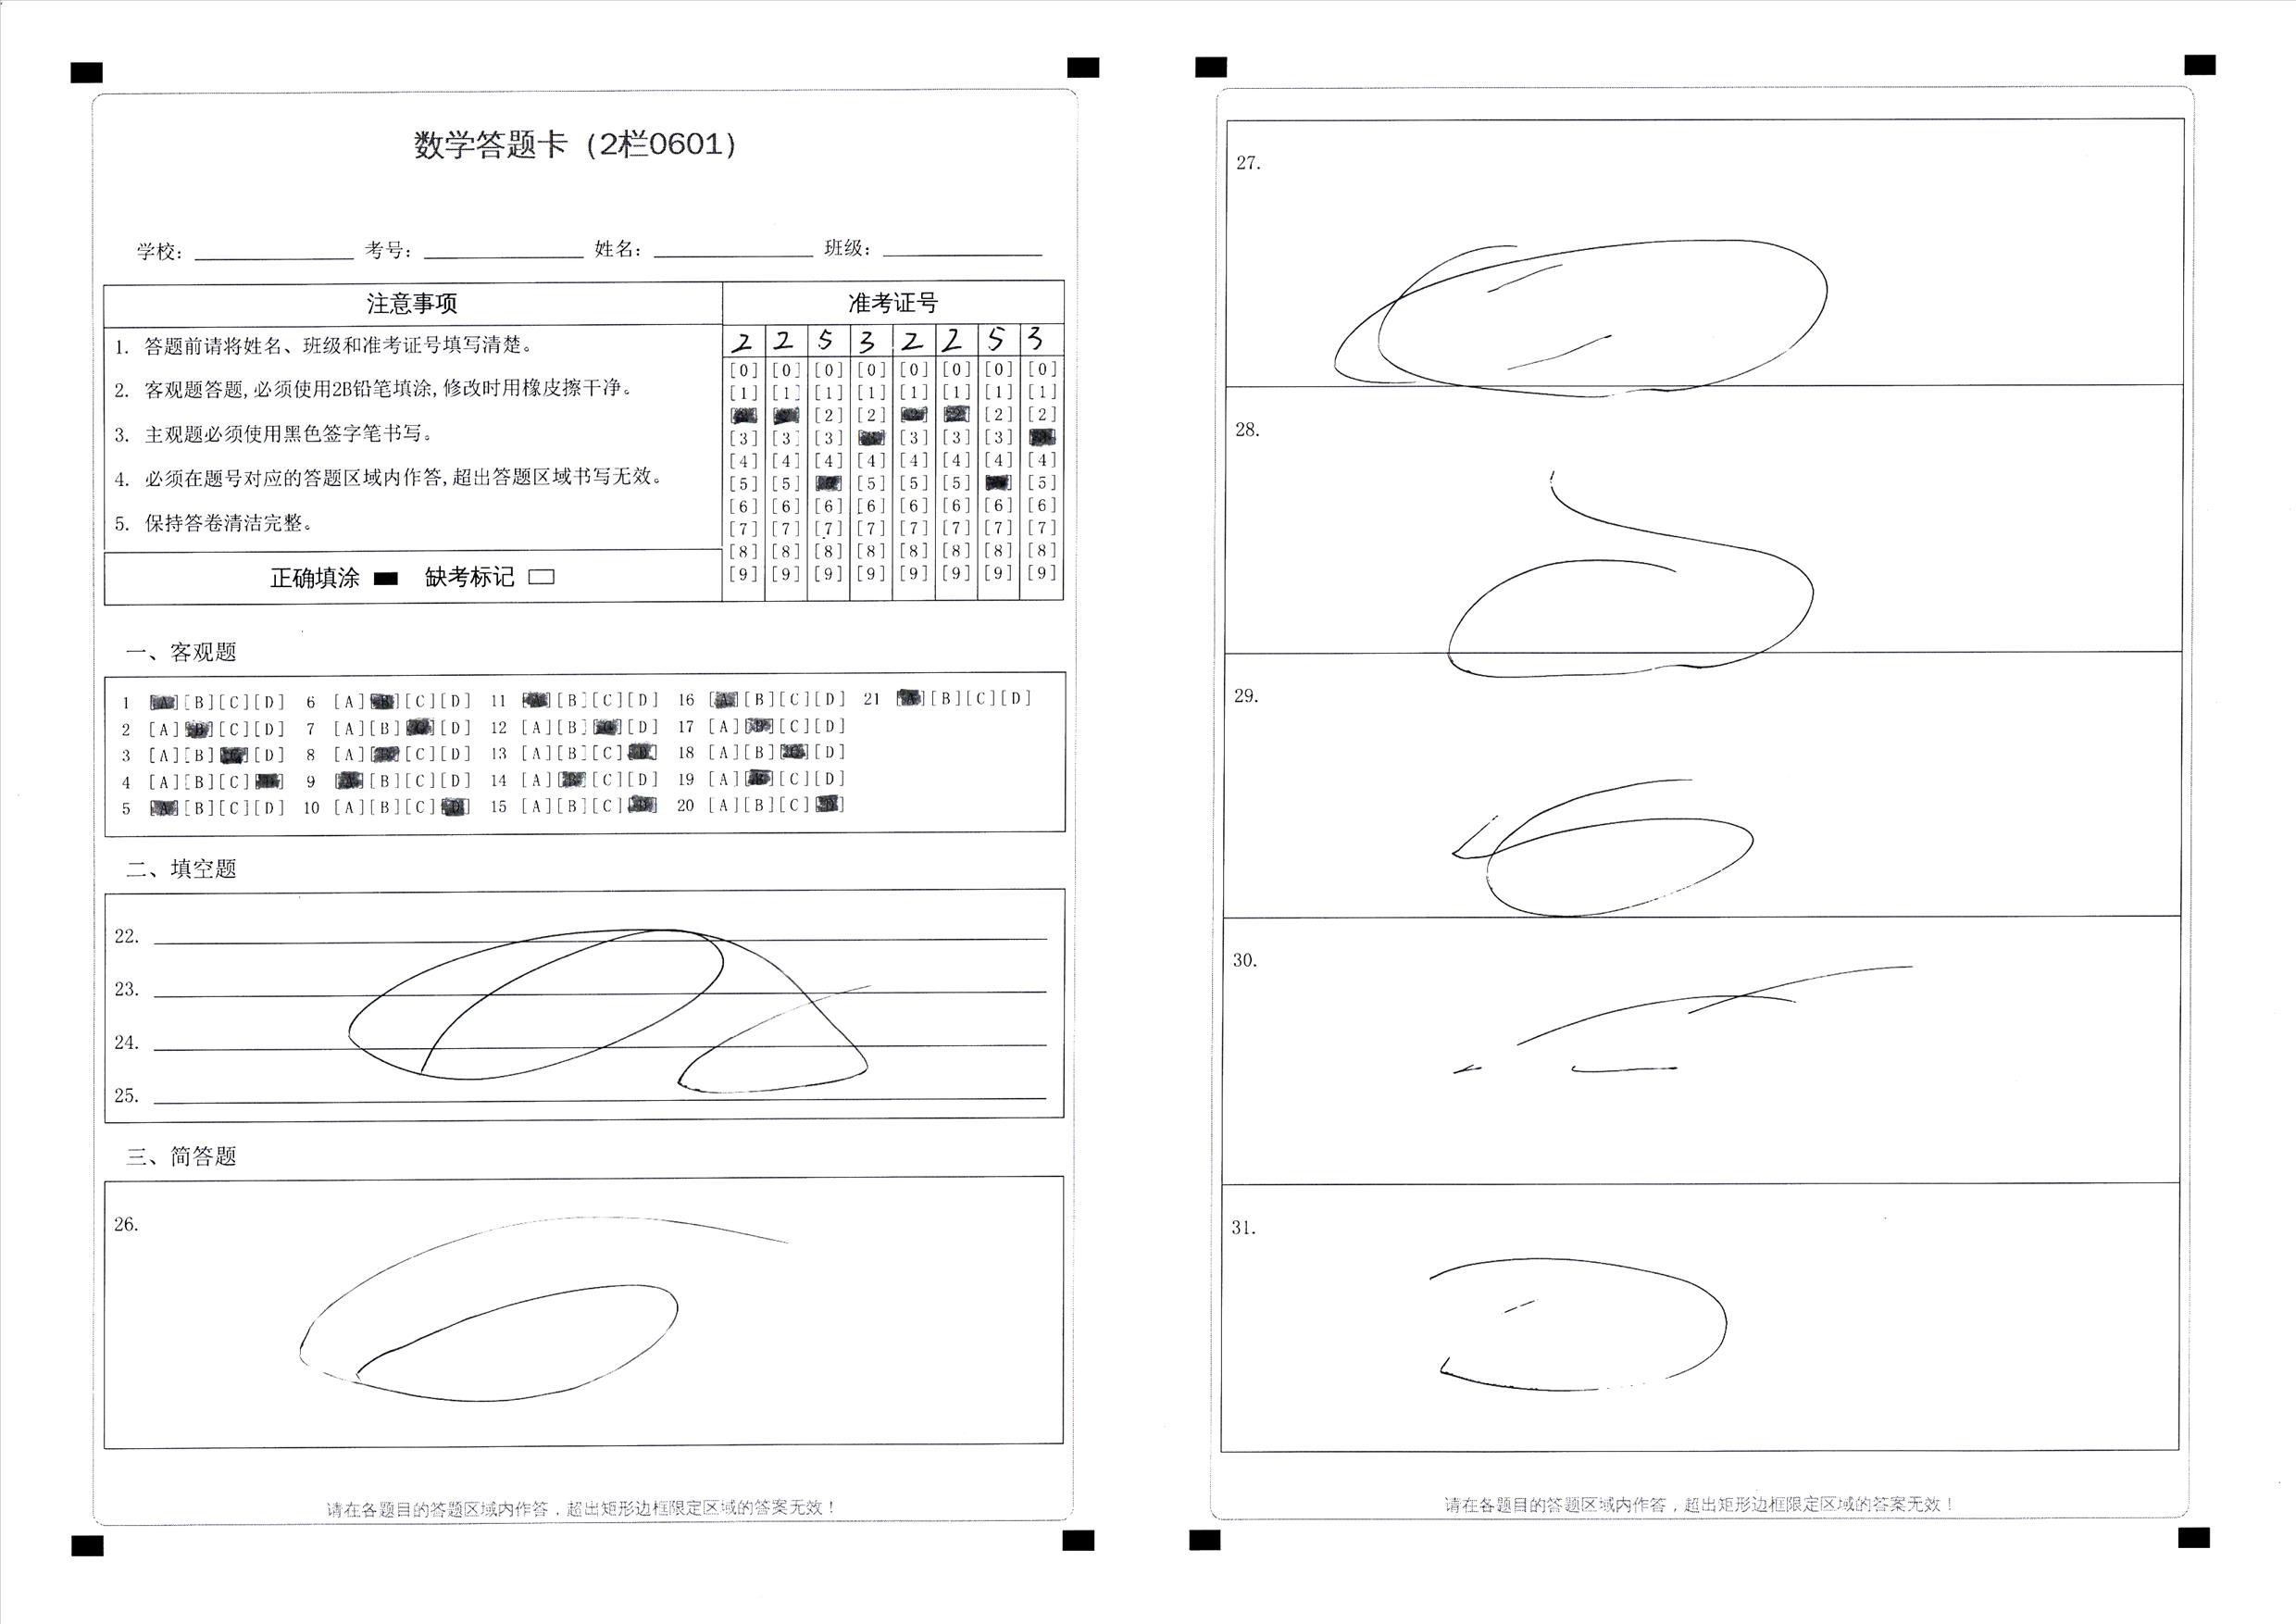 数学答题卡（2栏0601）
学校： 考号： 姓名： 班级：
注意事项
1. 答题前请将姓名、班级和准考证号填写清楚。
2. 客观题答题,必须使用2B铅笔填涂,修改时用橡皮擦干净。
3. 主观题必须使用黑色签字笔书写。
4. 必须在题号对应的答题区域内作答,超出答题区域书写无效。
5. 保持答卷清洁完整。
正确填涂 缺考标记
准考证号
2 2 5 3 2 2 5 3
[0] [0] [0] [0] [0] [0] [0] [0]
[1] [1] [1] [1] [1] [1] [1] [1]
[2] [2] [2] [2]
[3] [3] [3] [3] [3] [3]
[4] [4] [4] [4] [4] [4] [4] [4]
[5] [5] [5] [5] [5] [5]
[6] [6] [6] [6] [6] [6] [6] [6]
[7] [7] [7] [7] [7] [7] [7] [7]
[8] [8] [8] [8] [8] [8] [8] [8]
[9] [9] [9] [9] [9] [9] [9] [9]
一、客观题
1 [A][B][C][D] 6 [A][B][C][D] 11 [A][B][C][D] 16 [A][B][C][D] 21 [A][B][C][D]
2 [A][B][C][D] 7 [A][B][C][D] 12 [A][B][C][D] 17 [A][B][C][D]
3 [A][B][C][D] 8 [A][B][C][D] 13 [A][B][C][D] 18 [A][B][C][D]
4 [A][B][C][D] 9 [A][B][C][D] 14 [A][B][C][D] 19 [A][B][C][D]
5 [A][B][C][D] 10 [A][B][C][D] 15 [A][B][C][D] 20 [A][B][C][D]
二、填空题
22.
23.
24.
25.
三、简答题
26.
请在各题目的答题区域内作答，超出矩形边框限定区域的答案无效！
27.
28.
29.
30.
31.
请在各题目的答题区域内作答，超出矩形边框限定区域的答案无效！